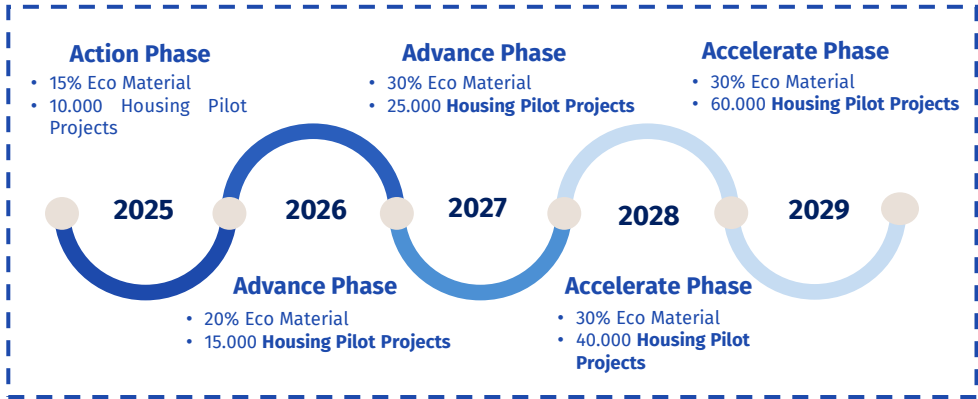 Action Phase
• 15% Eco Material
• 10.000 Housing Pilot
Projects
Advance Phase
• 30% Eco Material
• 25.000 Housing Pilot Projects
Accelerate Phase
• 30% Eco Material
• 60.000 Housing Pilot Projects
2025
2026
2027
2028
2029
Advance Phase
• 20% Eco Material
• 15.000 Housing Pilot Projects
Accelerate Phase
• 30% Eco Material
• 40.000 Housing Pilot
Projects